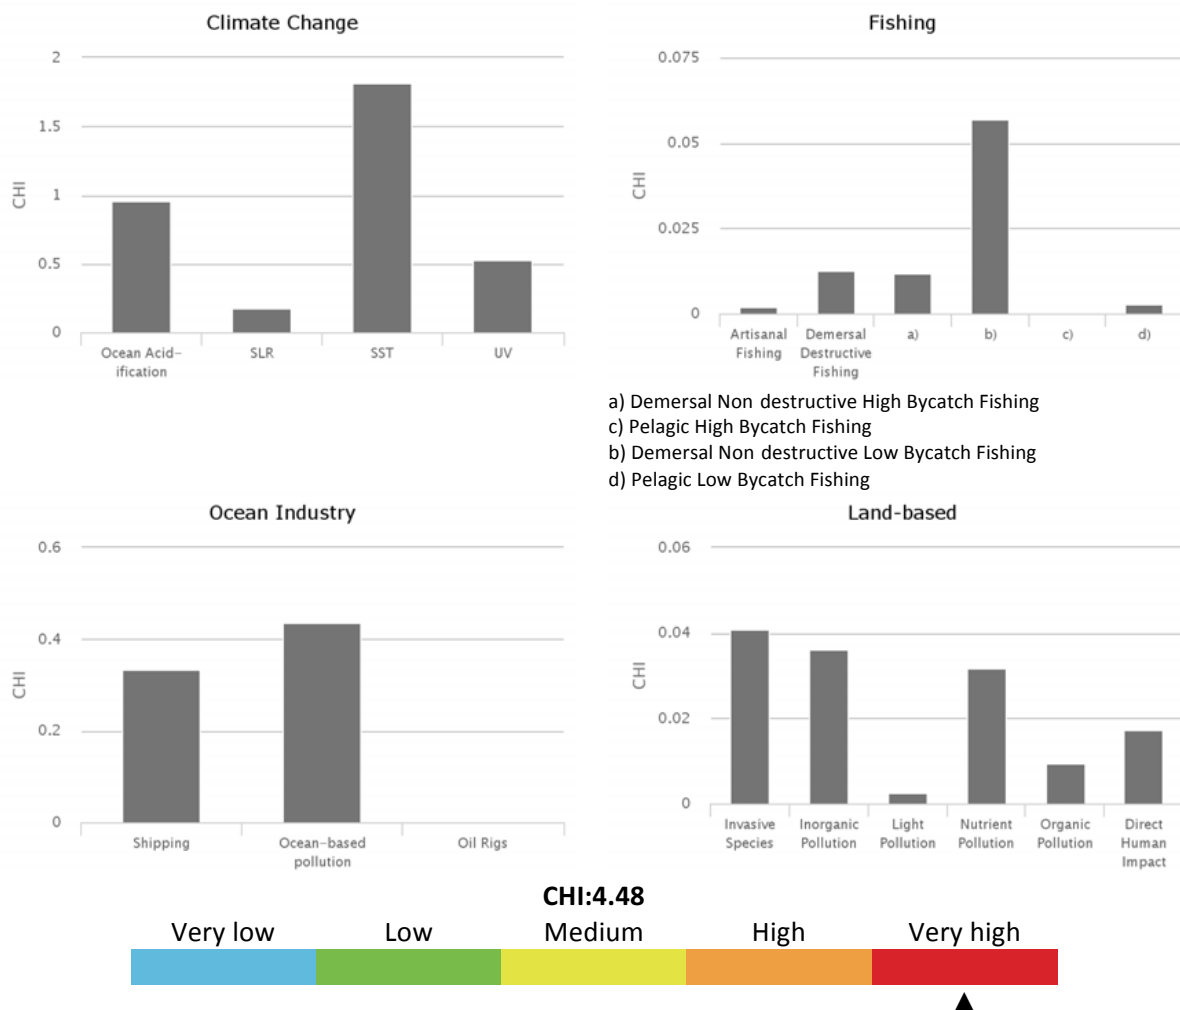 Climate Change
2
1.5
1
0.5
0
CHI
Ocean Acid-
ification
SLR
SST
UV
Fishing
0.075
0.05
0.025
0
CHI
Artisanal
Fishing
Demersal
Destructive
Fishing
a)
b)
c)
d)
a) Demersal Non destructive High Bycatch Fishing
c) Pelagic High Bycatch Fishing
b) Demersal Non destructive Low Bycatch Fishing
d) Pelagic Low Bycatch Fishing
Ocean Industry
0.6
0.4
0.2
0
CHI
Shipping
Ocean-based
pollution
Oil Rigs
Land-based
0.06
0.04
0.02
0
CHI
Invasive
Species
Inorganic
Pollution
Light
Pollution
Nutrient
Pollution
Organic
Pollution
Direct
Human
Impact
CHI:4.48
Very low Low Medium High Very high